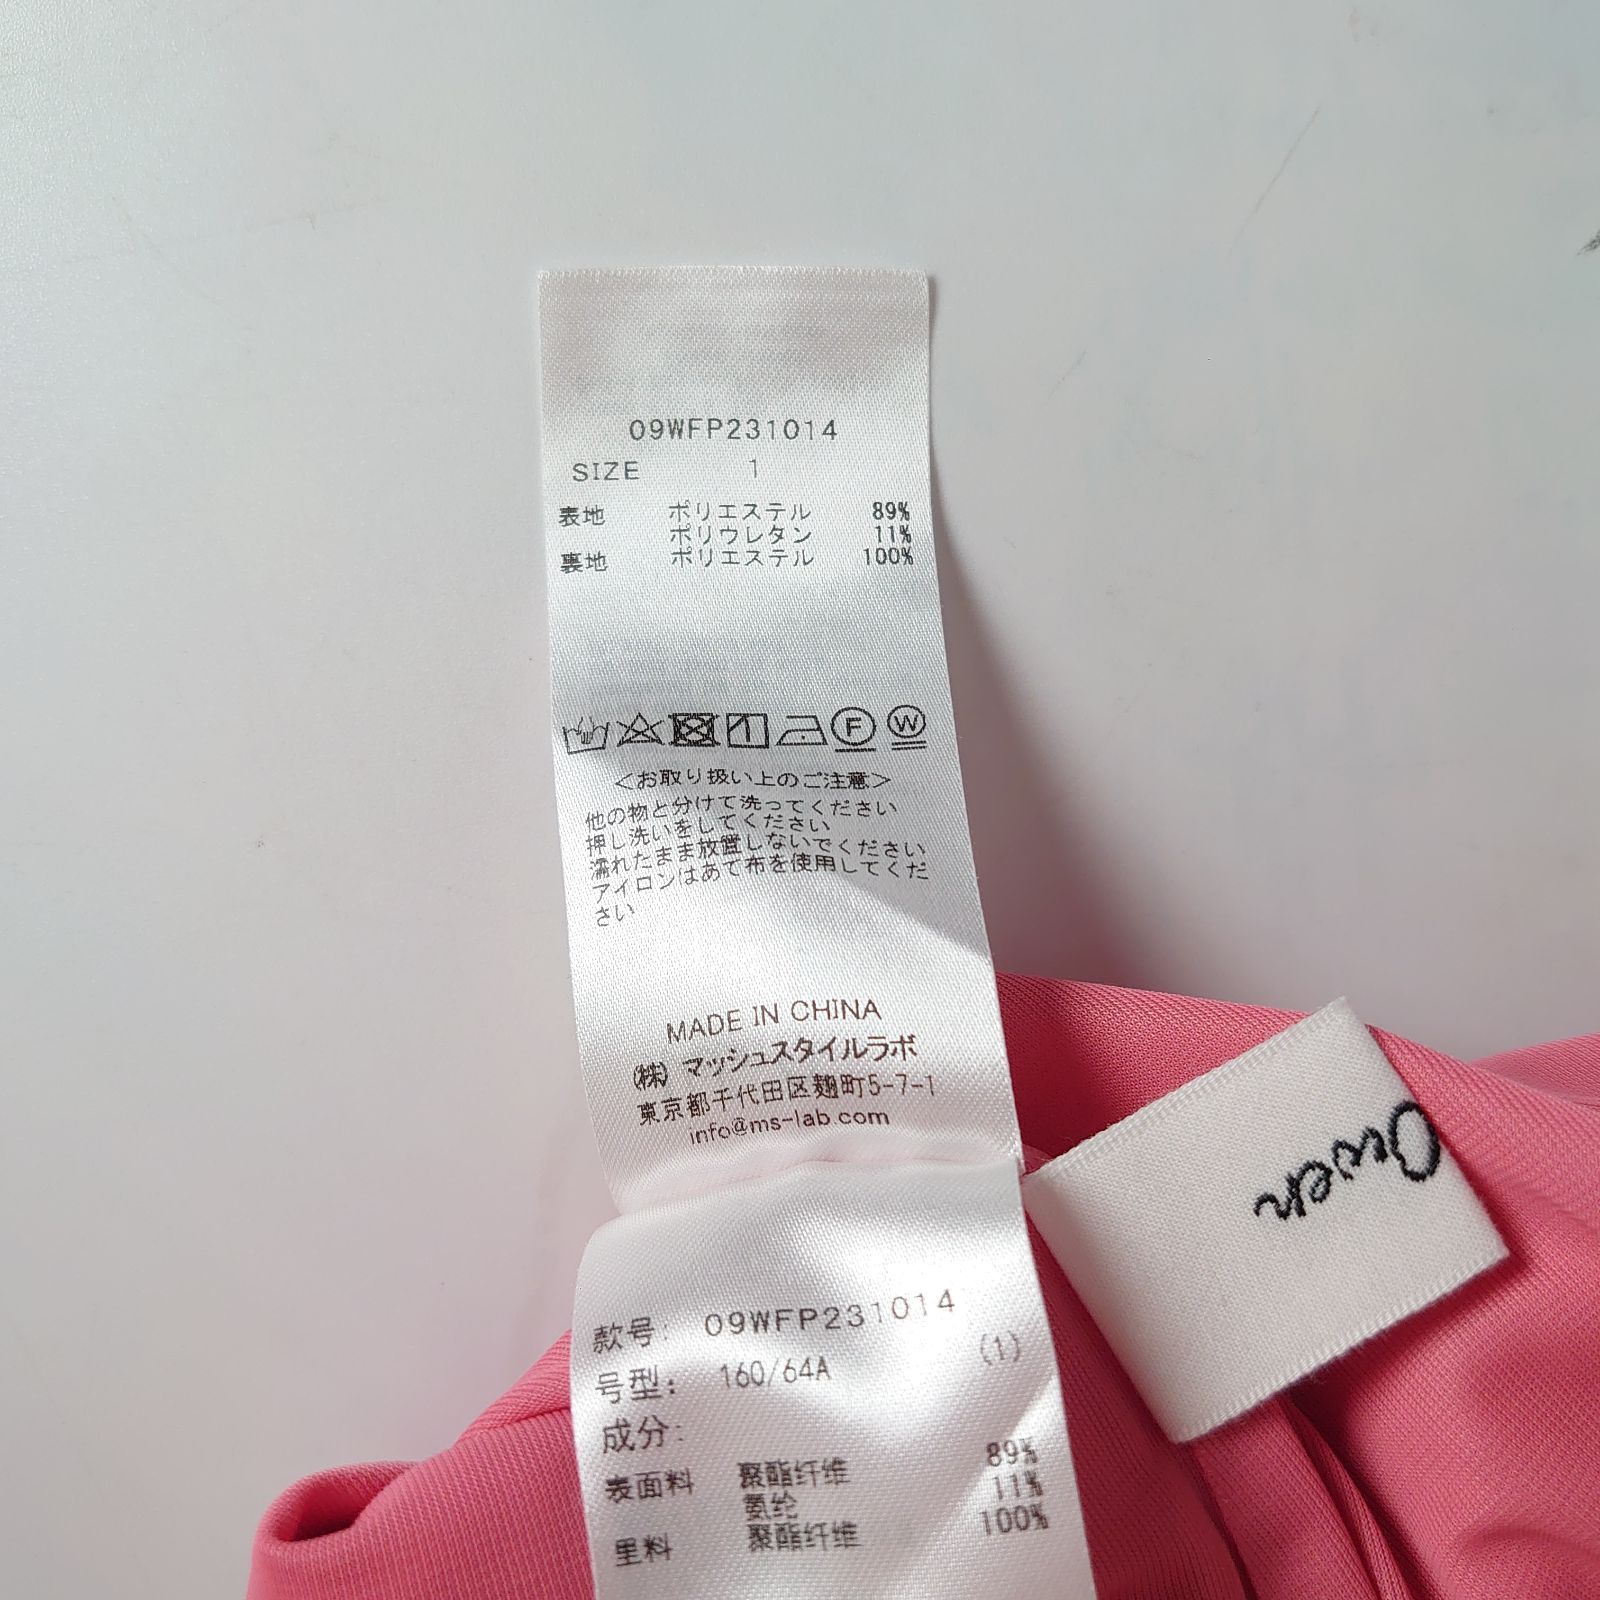 09WFP231014
SIZE 1
表地 ポリエステル 89%
ポリウレタン 11%
裏地 ポリエステル 100%
1
F
W
<お取り扱い上のご注意>
他の物と分けて洗ってください
押し洗いをしてください
濡れたまま放置しないでください
アイロンはあて布を使用してくだ
さい
MADE IN CHINA
(株) マッシュスタイルラボ
東京都千代田区麹町5-7-1
info@ms-lab.com
Owen
款号: 09WFP231014
号型: 160/64A (1)
成分:
表面料 聚酯纤维 89%
氨纶 11%
里料 聚酯纤维 100%